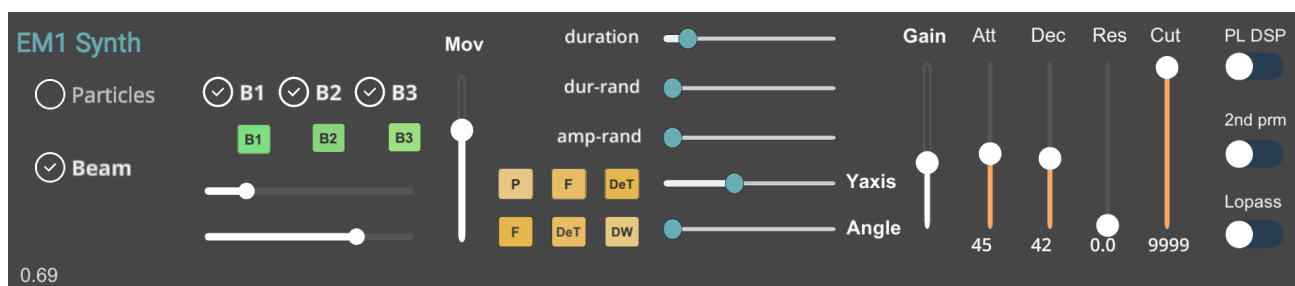 EM1 Synth
Mov
duration
Gain
Att
Dec
Res
Cut
PL DSP
Particles
B1
B2
B3
dur-rand
B1
B2
B3
amp-rand
2nd prm
Beam
P
F
DeT
Yaxis
Lopass
F
DeT
DW
Angle
45
42
0.0
9999
0.69